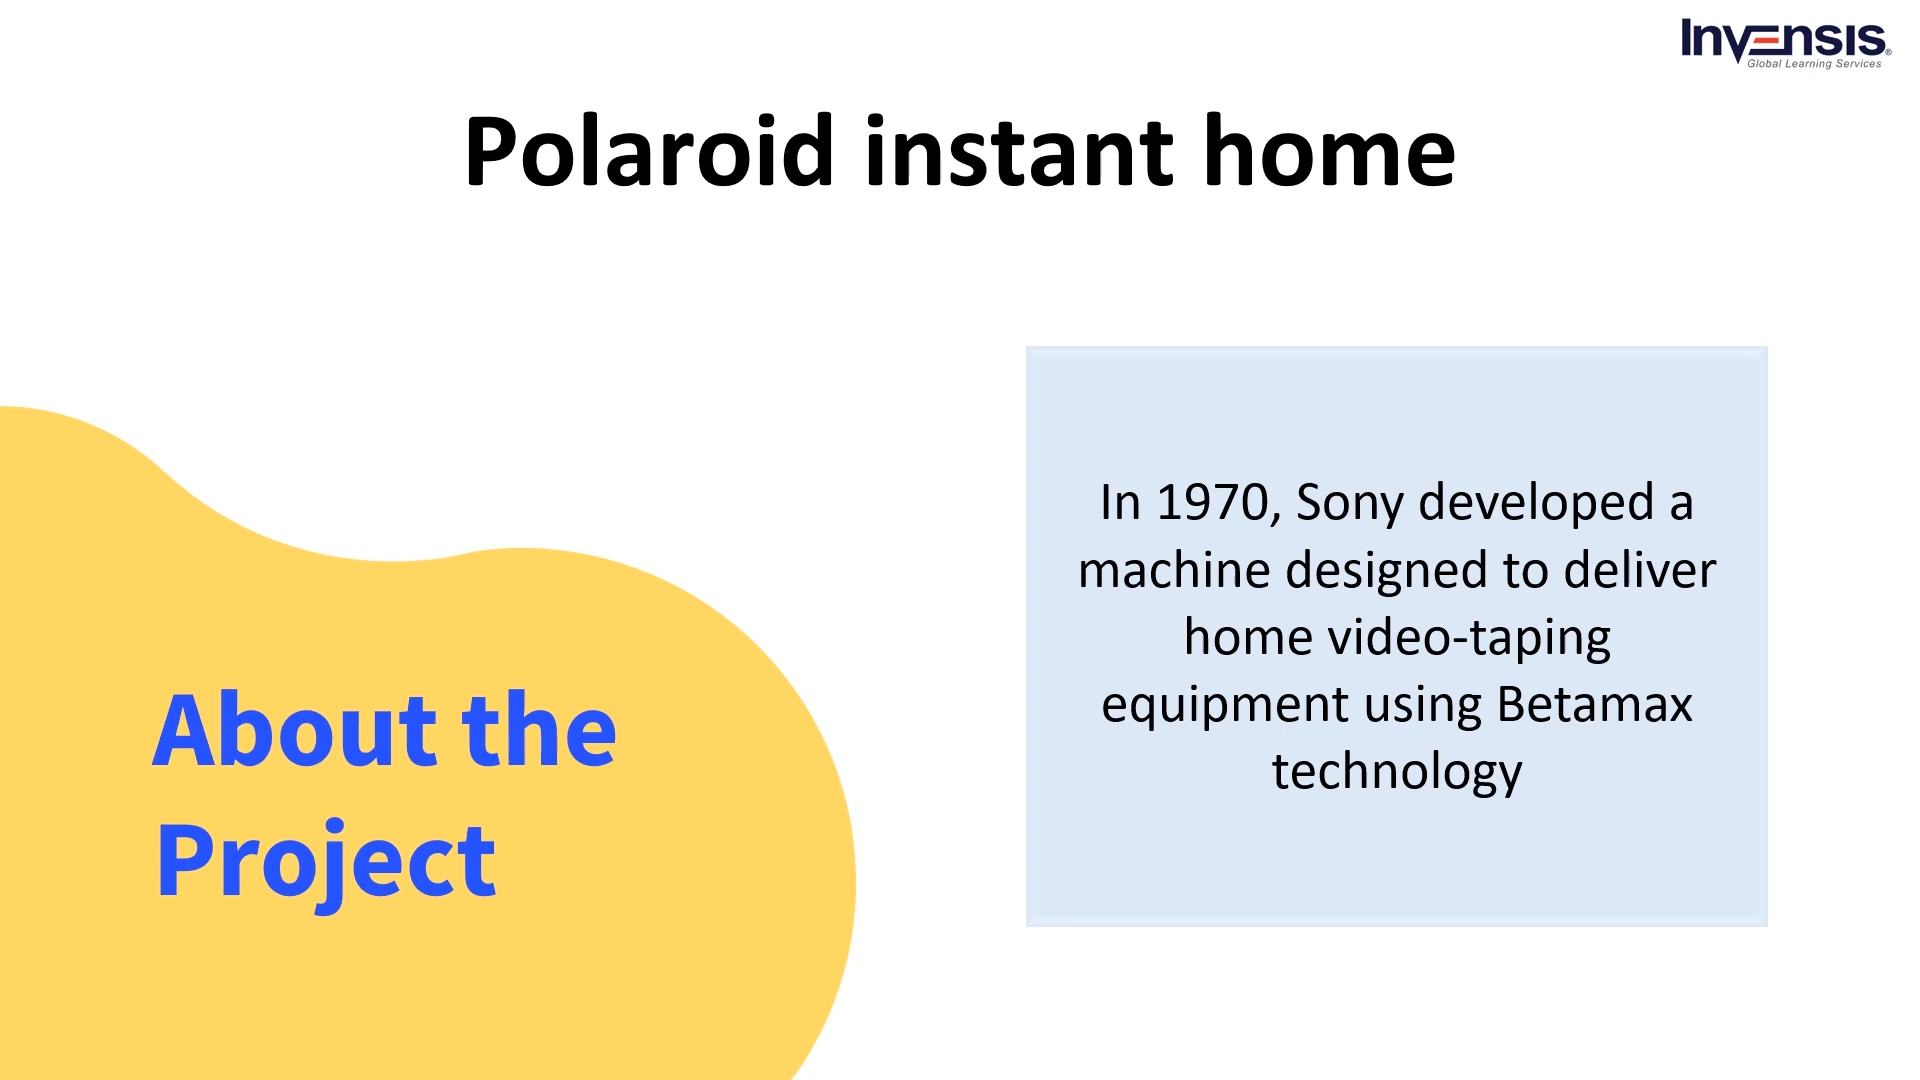 Invensis®
Global Learning Services
Polaroid instant home
In 1970, Sony developed a
machine designed to deliver
home video-taping
equipment using Betamax
technology
About the
Project